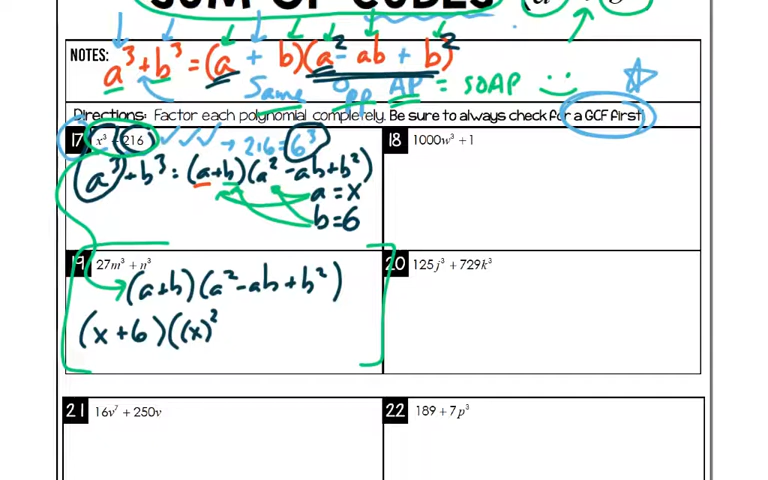 SUM OF CUBES
NOTES:
a³ + b³ = (a + b)(a² - ab + b²)
Same Opp AP = SOAP
Directions: Factor each polynomial completely. Be sure to always check for a GCF first.
17 x³ + 216 → 216 = 6³
18 1000w³ + 1
a³ + b³ = (a+b)(a² - ab + b²)
a = x
b = 6
19 27m³ + n³
20 125j³ + 729k³
(a+b)(a² - ab + b²)
(x + 6)((x)²
21 16v⁷ + 250v
22 189 + 7p³